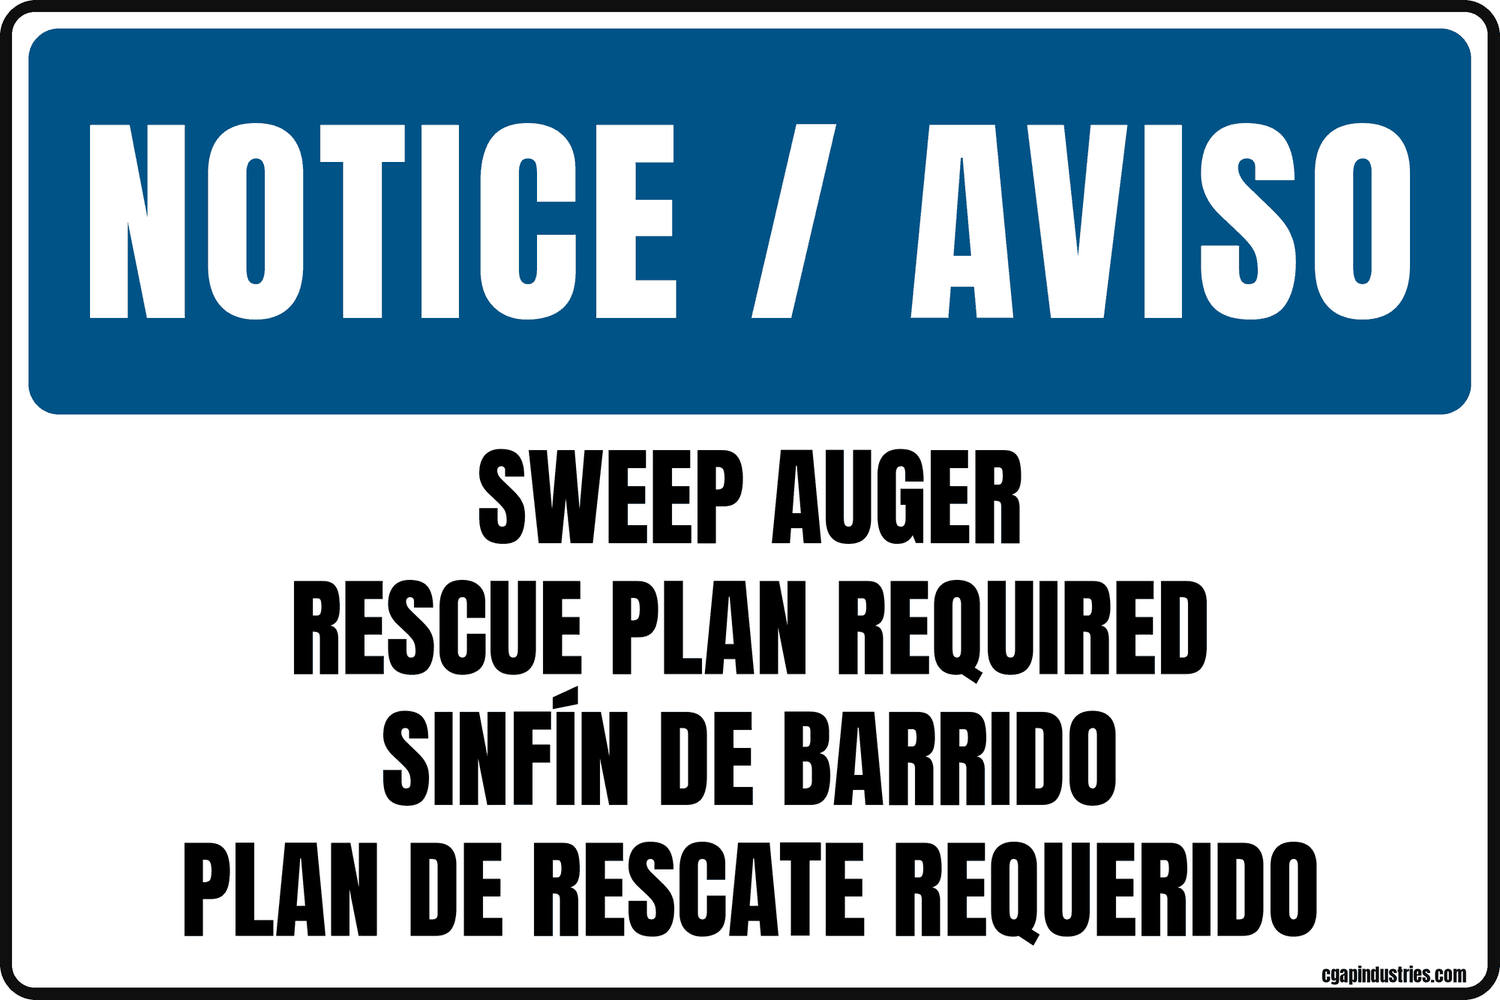 NOTICE / AVISO
SWEEP AUGER
RESCUE PLAN REQUIRED
SINFÍN DE BARRIDO
PLAN DE RESCATE REQUERIDO
cgapindustries.com